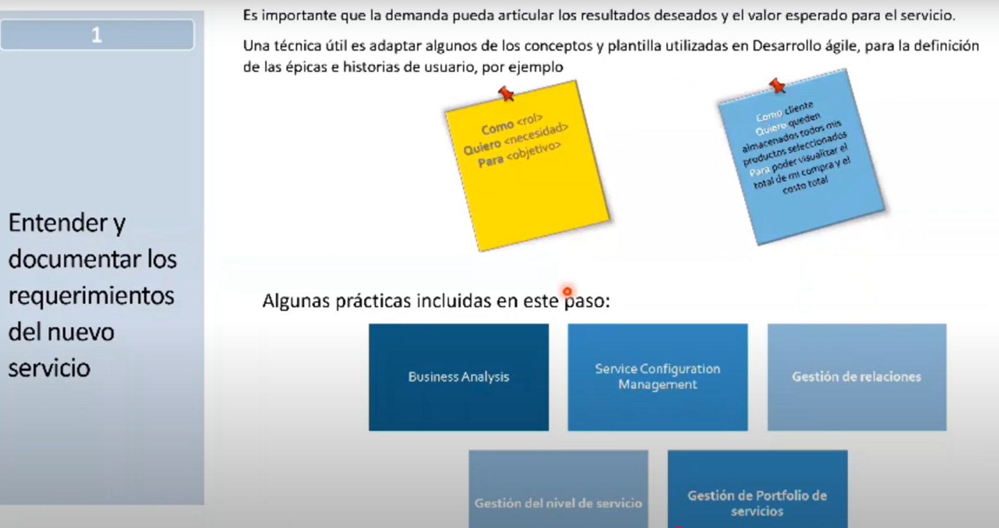 1
Entender y
documentar los
requerimientos
del nuevo
servicio
Es importante que la demanda pueda articular los resultados deseados y el valor esperado para el servicio.
Una técnica útil es adaptar algunos de los conceptos y plantilla utilizadas en Desarrollo ágile, para la definición
de las épicas e historias de usuario, por ejemplo
Como <rol>
Quiero <necesidad>
Para <objetivo>
Como cliente
Quiero queden
almacenados todos mis
productos seleccionados
Para poder visualizar el
total de mi compra y el
costo total
Algunas prácticas incluidas en este paso:
Business Analysis
Service Configuration
Management
Gestión de relaciones
Gestión del nivel de servicio
Gestión de Portfolio de
servicios